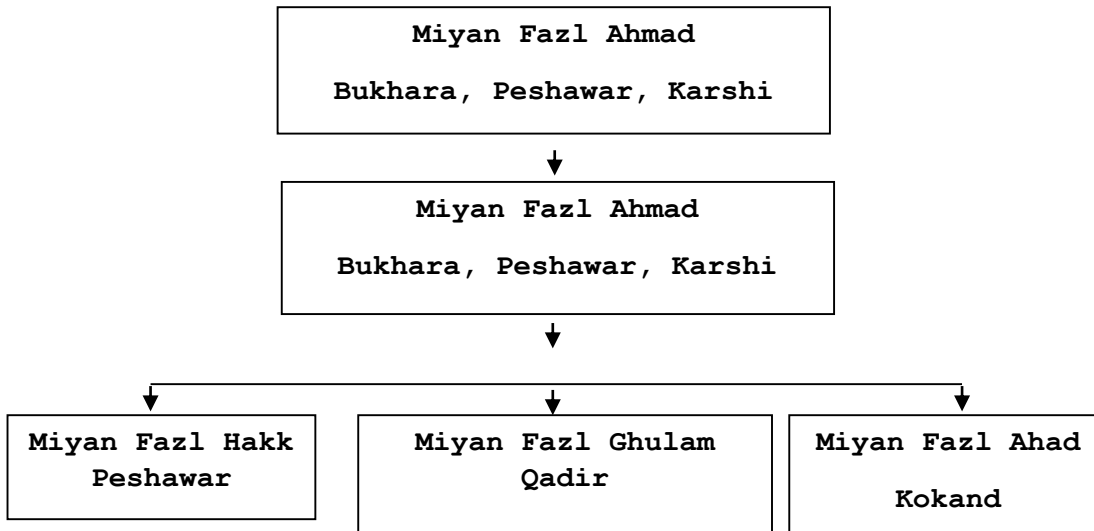 Miyan Fazl Ahmad
Bukhara, Peshawar, Karshi
Miyan Fazl Ahmad
Bukhara, Peshawar, Karshi
Miyan Fazl Hakk
Peshawar
Miyan Fazl Ghulam
Qadir
Miyan Fazl Ahad
Kokand